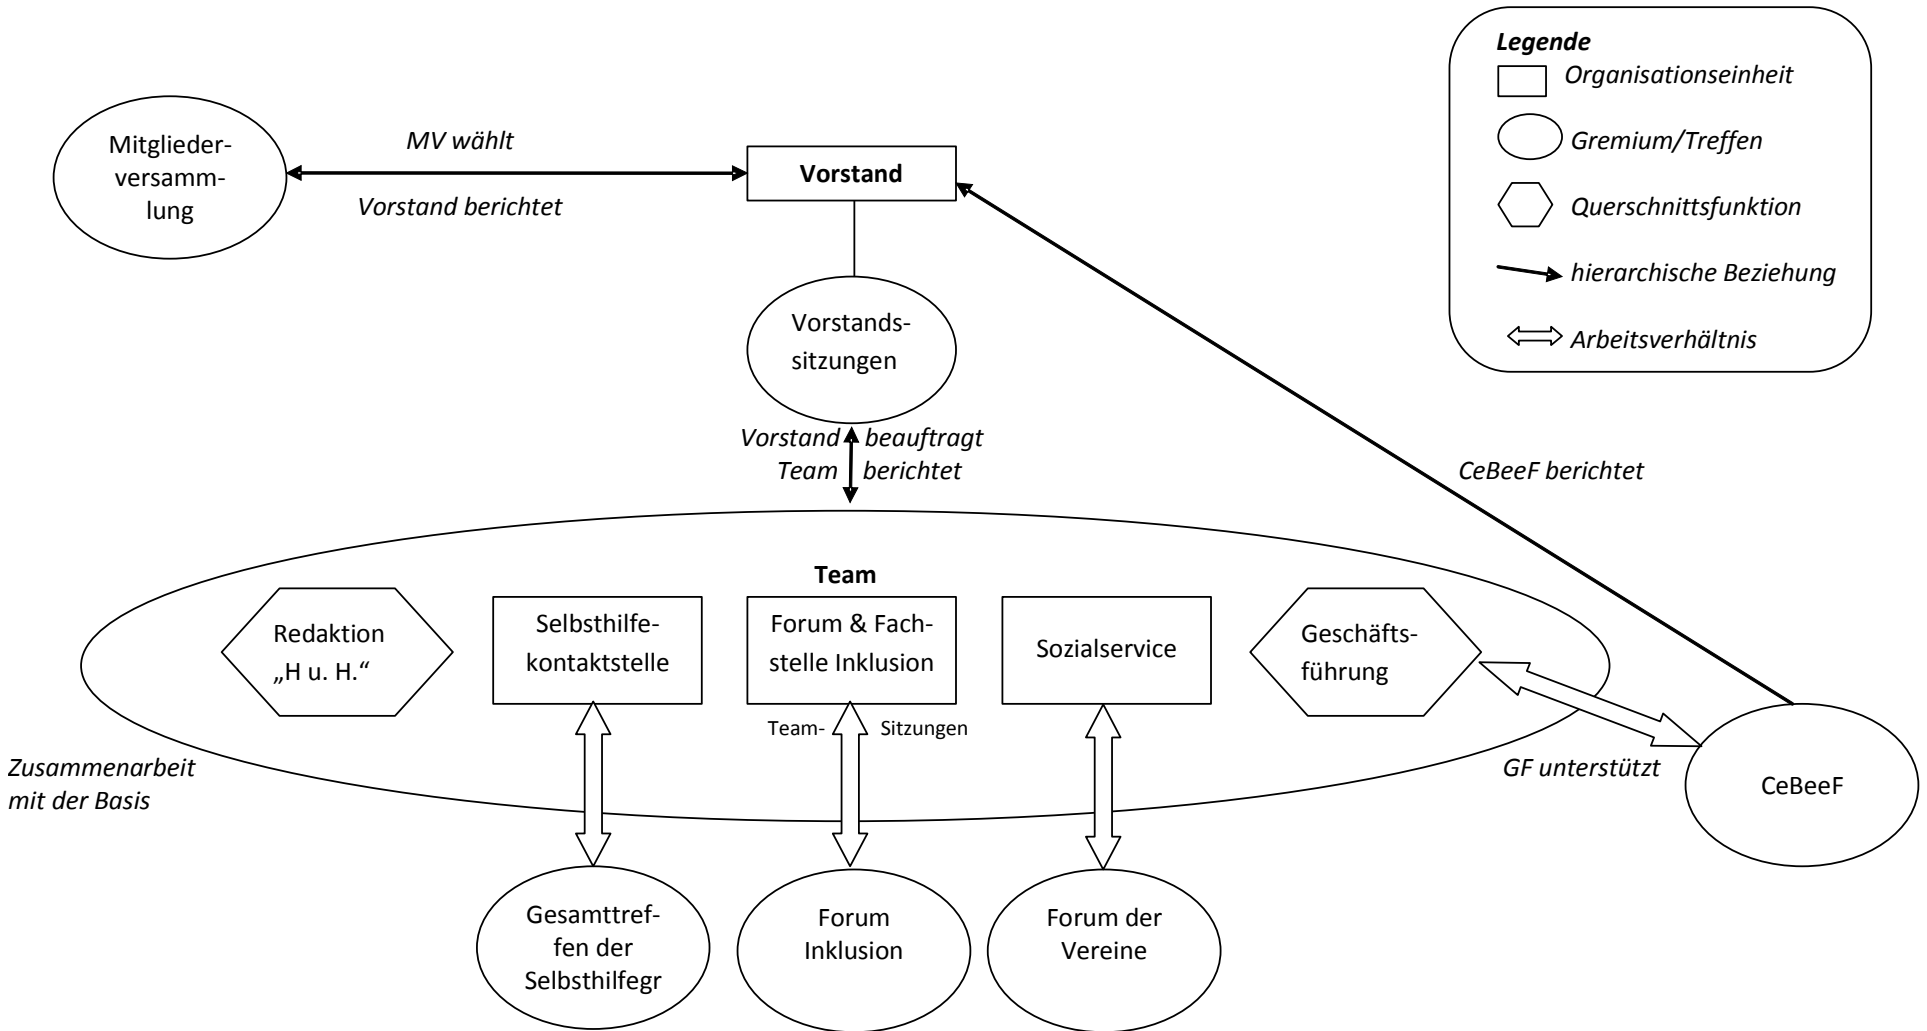 Legende
Organisationseinheit
Gremium/Treffen
Querschnittsfunktion
hierarchische Beziehung
Arbeitsverhältnis
Mitglieder-
versamm-
lung
MV wählt
Vorstand berichtet
Vorstand
Vorstands-
sitzungen
Vorstand beauftragt
Team berichtet
CeBeeF berichtet
Team
Redaktion
„H u. H.“
Selbsthilfe-
kontaktstelle
Forum & Fach-
stelle Inklusion
Sozialservice
Geschäfts-
führung
Team- Sitzungen
Zusammenarbeit
mit der Basis
GF unterstützt
CeBeeF
Gesamttref-
fen der
Selbsthilfegr
Forum
Inklusion
Forum der
Vereine